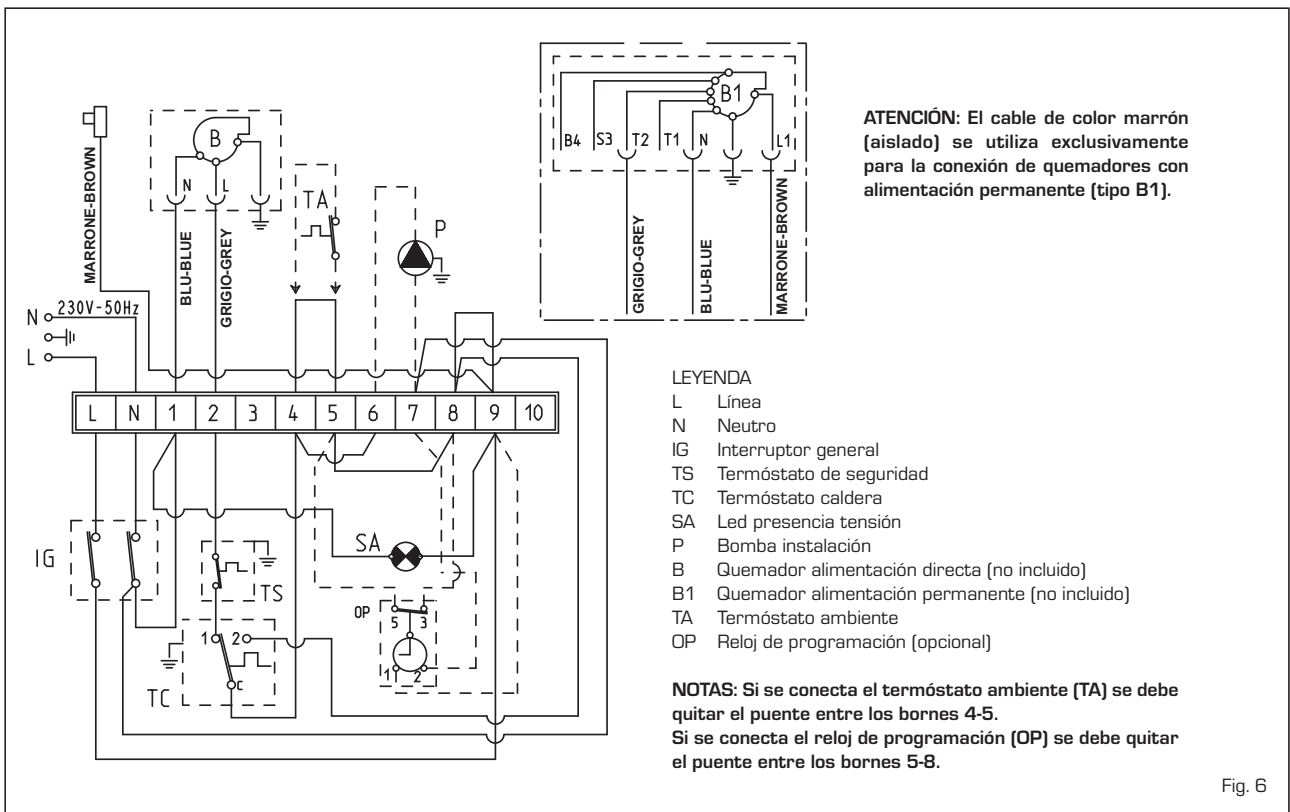 MARRONE-BROWN
B
N L
BLU-BLUE
GRIGIO-GREY
TA
P
N 230V-50Hz
L
B1
B4 S3 T2 T1 N L1
GRIGIO-GREY
BLU-BLUE
MARRONE-BROWN
ATENCIÓN: El cable de color marrón
(aislado) se utiliza exclusivamente
para la conexión de quemadores con
alimentación permanente (tipo B1).
L N 1 2 3 4 5 6 7 8 9 10
IG
TS
SA
OP
5 3
1 2
1 2
C
TC
LEYENDA
L Línea
N Neutro
IG Interruptor general
TS Termóstato de seguridad
TC Termóstato caldera
SA Led presencia tensión
P Bomba instalación
B Quemador alimentación directa (no incluido)
B1 Quemador alimentación permanente (no incluido)
TA Termóstato ambiente
OP Reloj de programación (opcional)
NOTAS: Si se conecta el termóstato ambiente (TA) se debe
quitar el puente entre los bornes 4-5.
Si se conecta el reloj de programación (OP) se debe quitar
el puente entre los bornes 5-8.
Fig. 6